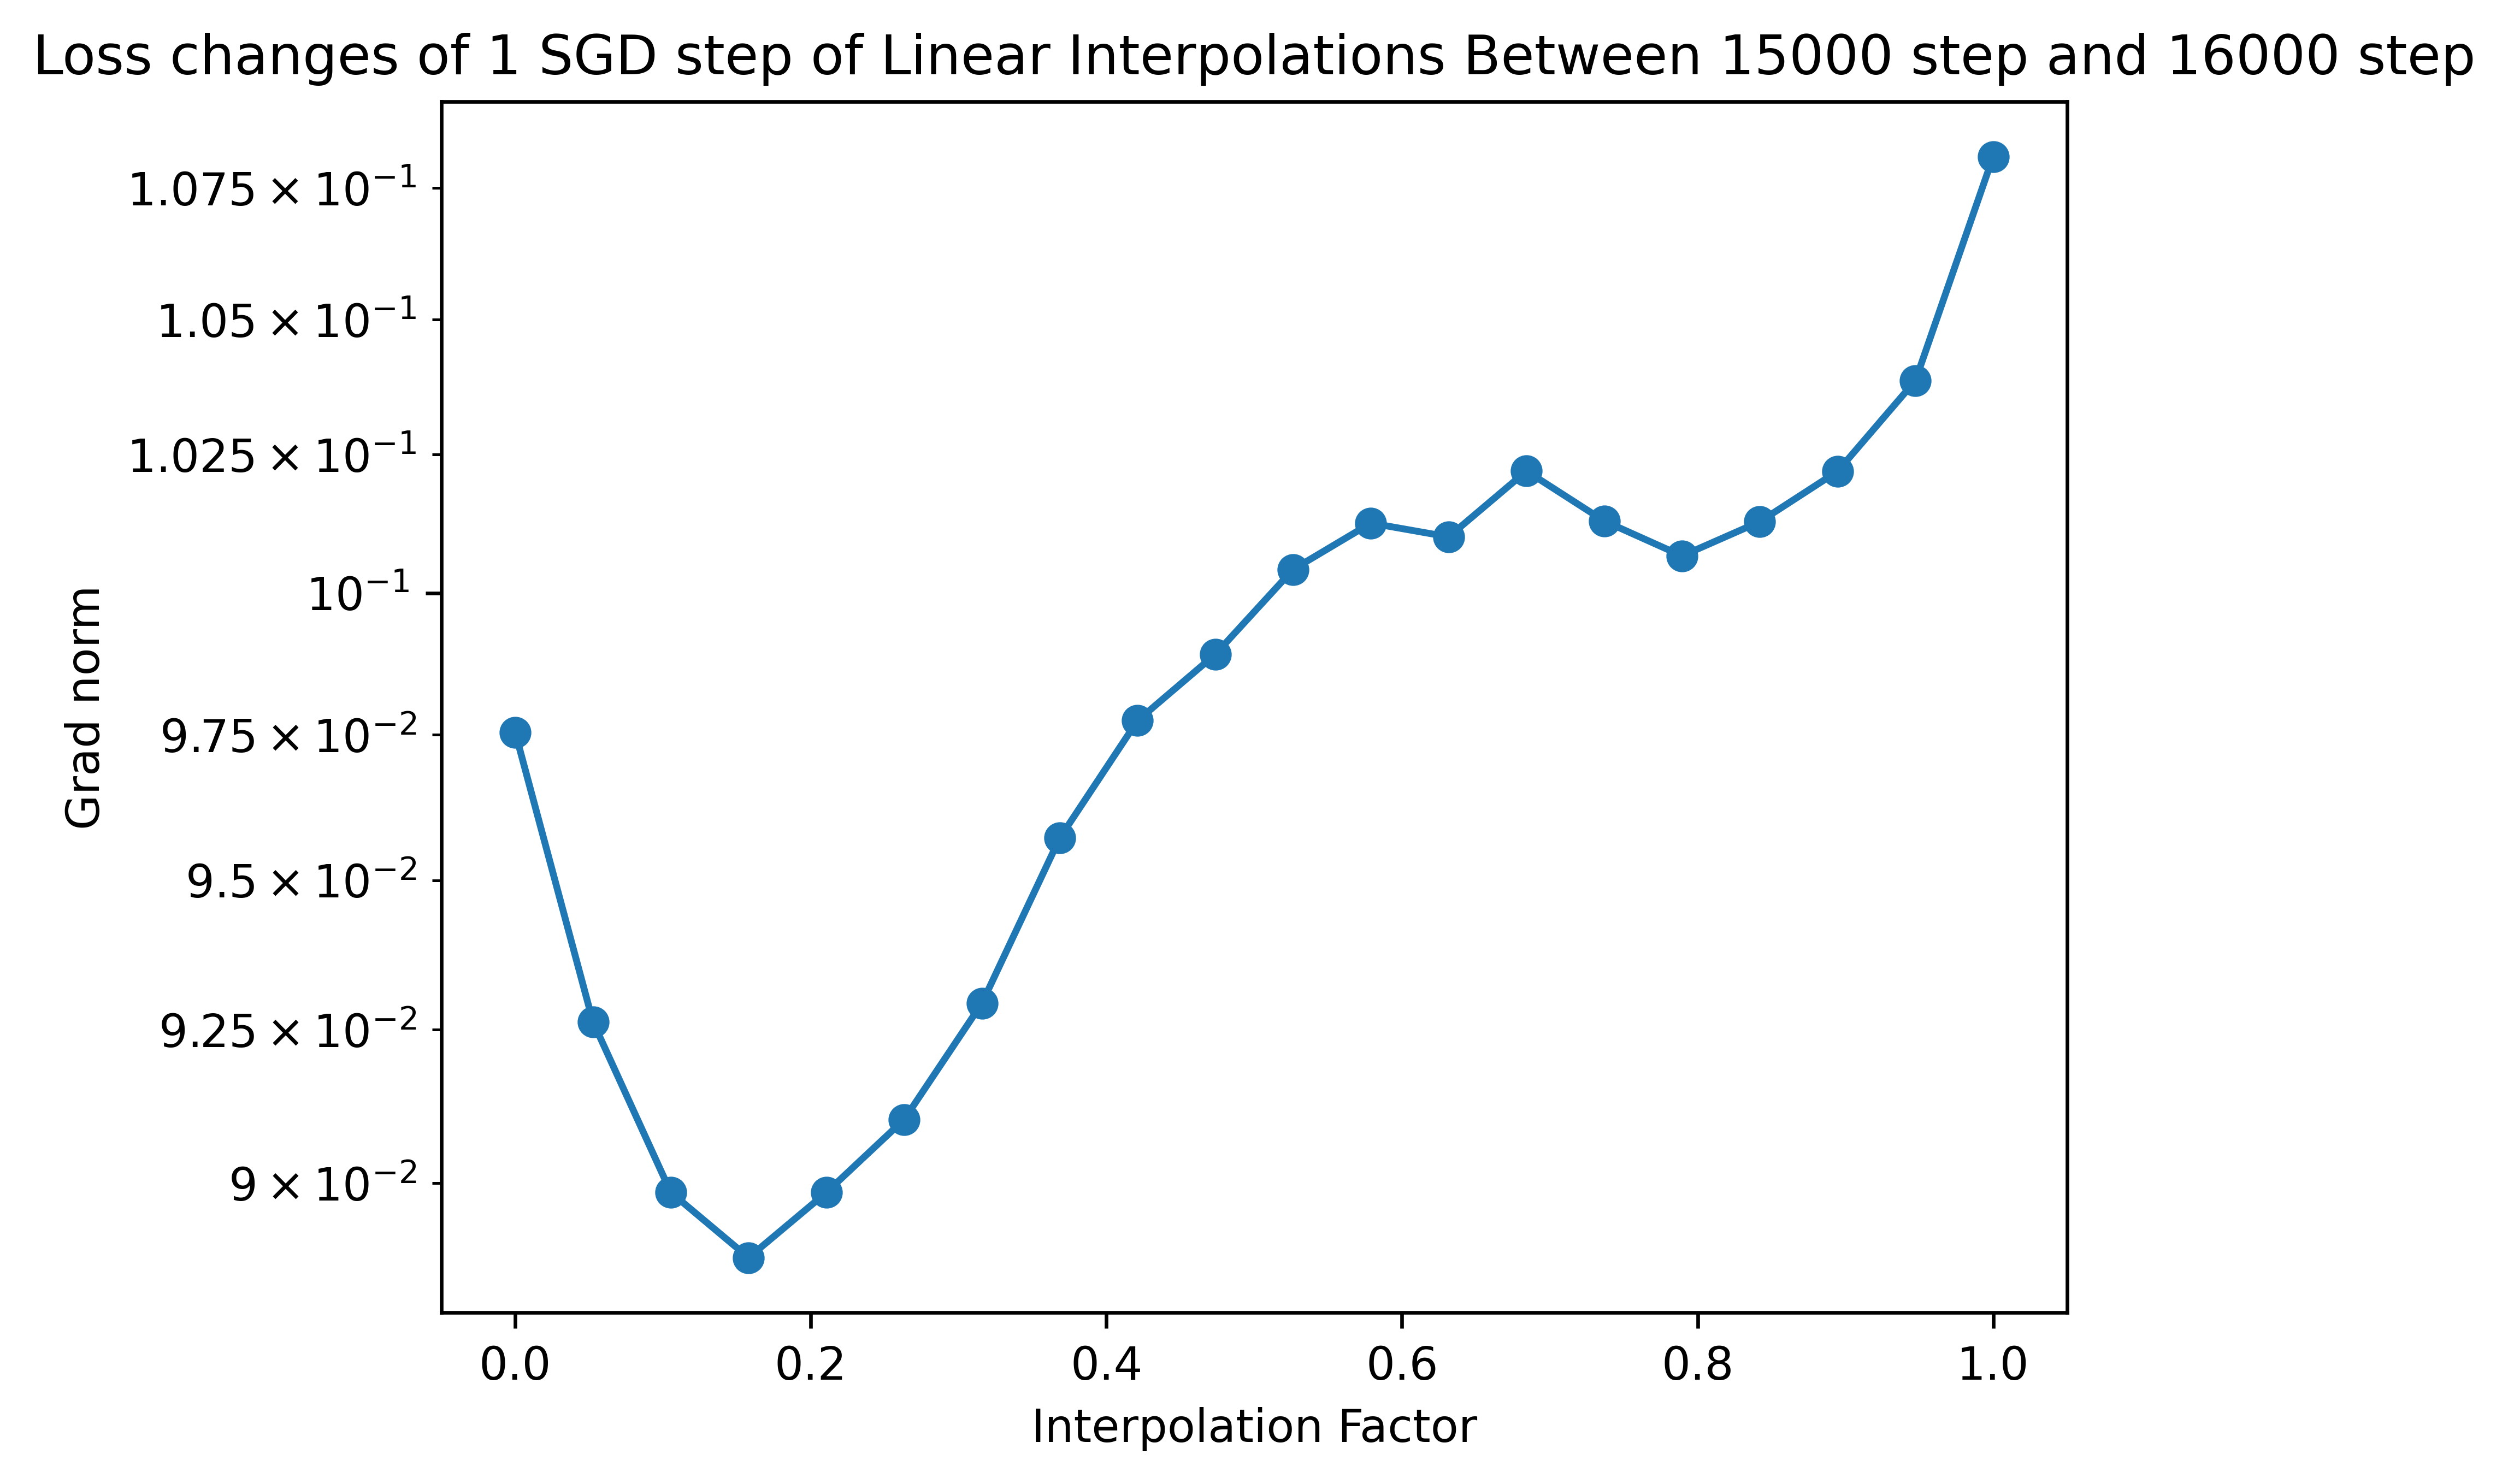 Loss changes of 1 SGD step of Linear Interpolations Between 15000 step and 16000 step
Grad norm
1.075 × 10⁻¹
1.05 × 10⁻¹
1.025 × 10⁻¹
10⁻¹
9.75 × 10⁻²
9.5 × 10⁻²
9.25 × 10⁻²
9 × 10⁻²
0.0 0.2 0.4 0.6 0.8 1.0
Interpolation Factor